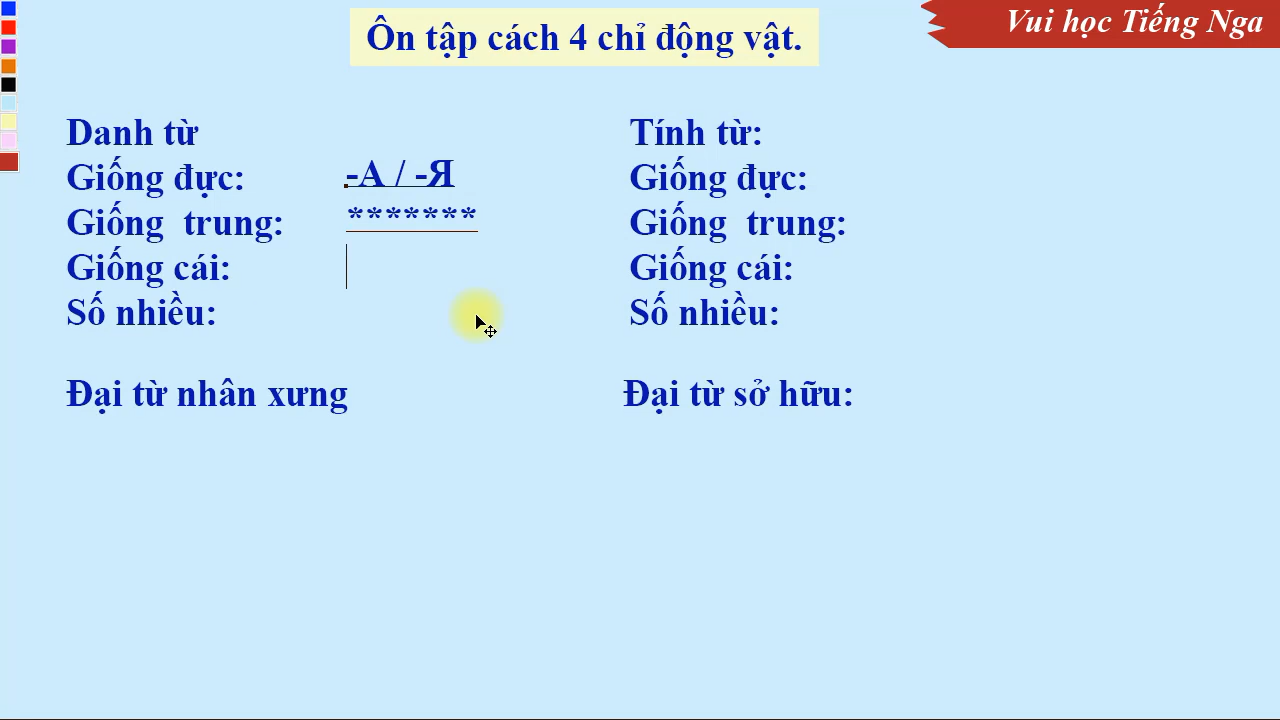 Ôn tập cách 4 chỉ động vật.
Vui học Tiếng Nga
Danh từ
Giống đực: -А / -Я
Giống trung: *******
Giống cái:
Số nhiều:
Tính từ:
Giống đực:
Giống trung:
Giống cái:
Số nhiều:
Đại từ nhân xưng
Đại từ sở hữu: